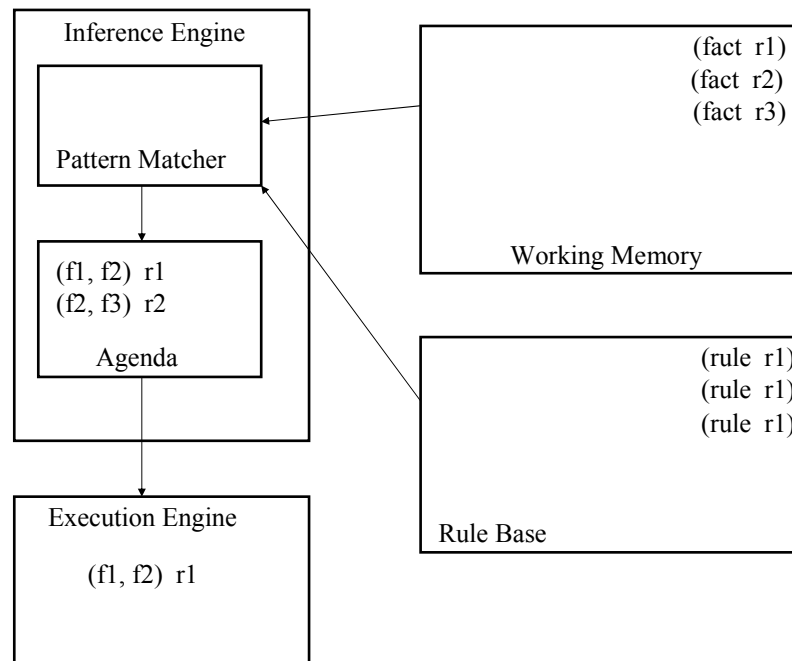 Inference Engine
Pattern Matcher
(f1, f2) r1
(f2, f3) r2
Agenda
Execution Engine
(f1, f2) r1
(fact r1)
(fact r2)
(fact r3)
Working Memory
(rule r1)
(rule r1)
(rule r1)
Rule Base